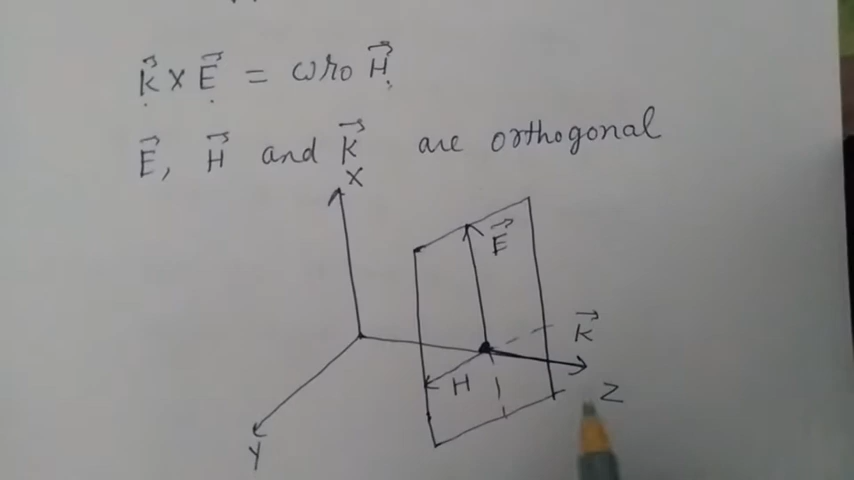 K⃗ X E⃗ = ωμ₀ H⃗
E⃗, H⃗ and K⃗ are orthogonal
X
E⃗
K⃗
H
Z
Y